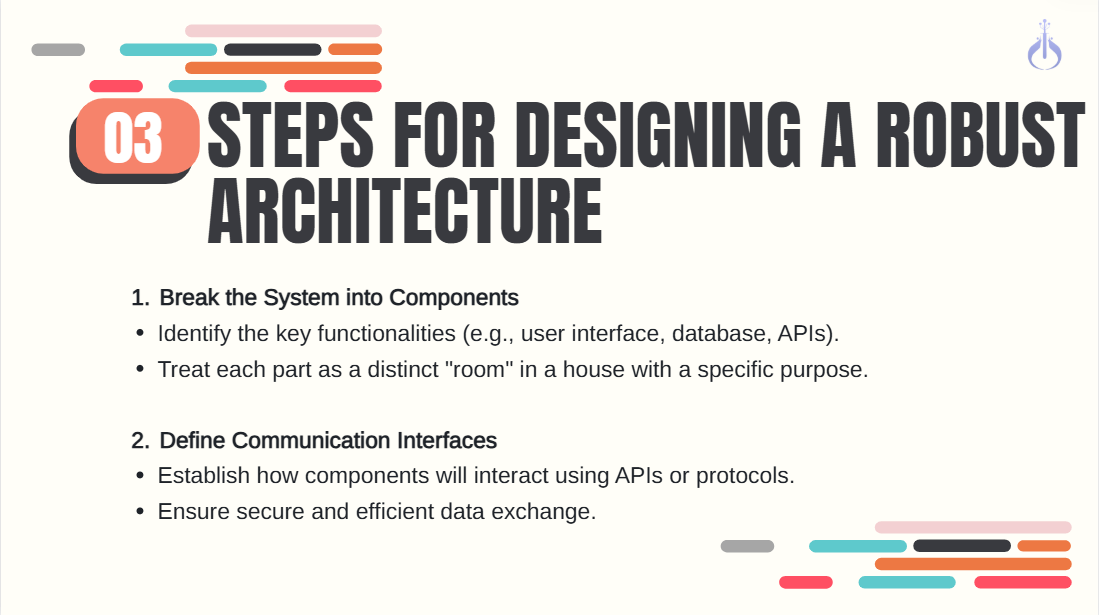 03
STEPS FOR DESIGNING A ROBUST
ARCHITECTURE
1. Break the System into Components
• Identify the key functionalities (e.g., user interface, database, APIs).
• Treat each part as a distinct "room" in a house with a specific purpose.
2. Define Communication Interfaces
• Establish how components will interact using APIs or protocols.
• Ensure secure and efficient data exchange.